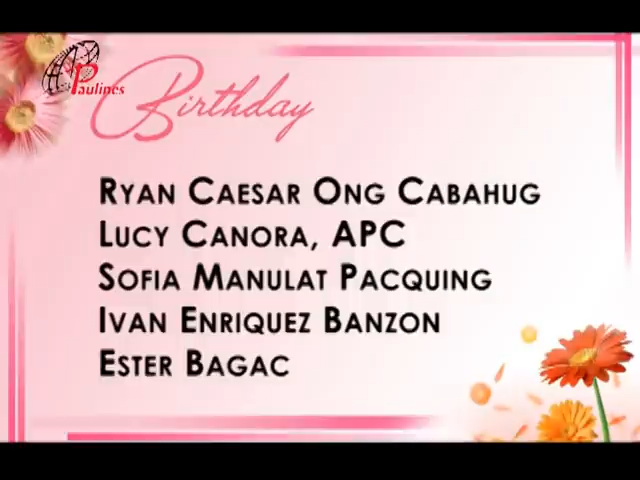 Paulines
Birthday
RYAN CAESAR ONG CABAHUG
LUCY CANORA, APC
SOFIA MANULAT PACQUING
IVAN ENRIQUEZ BANZON
ESTER BAGAC